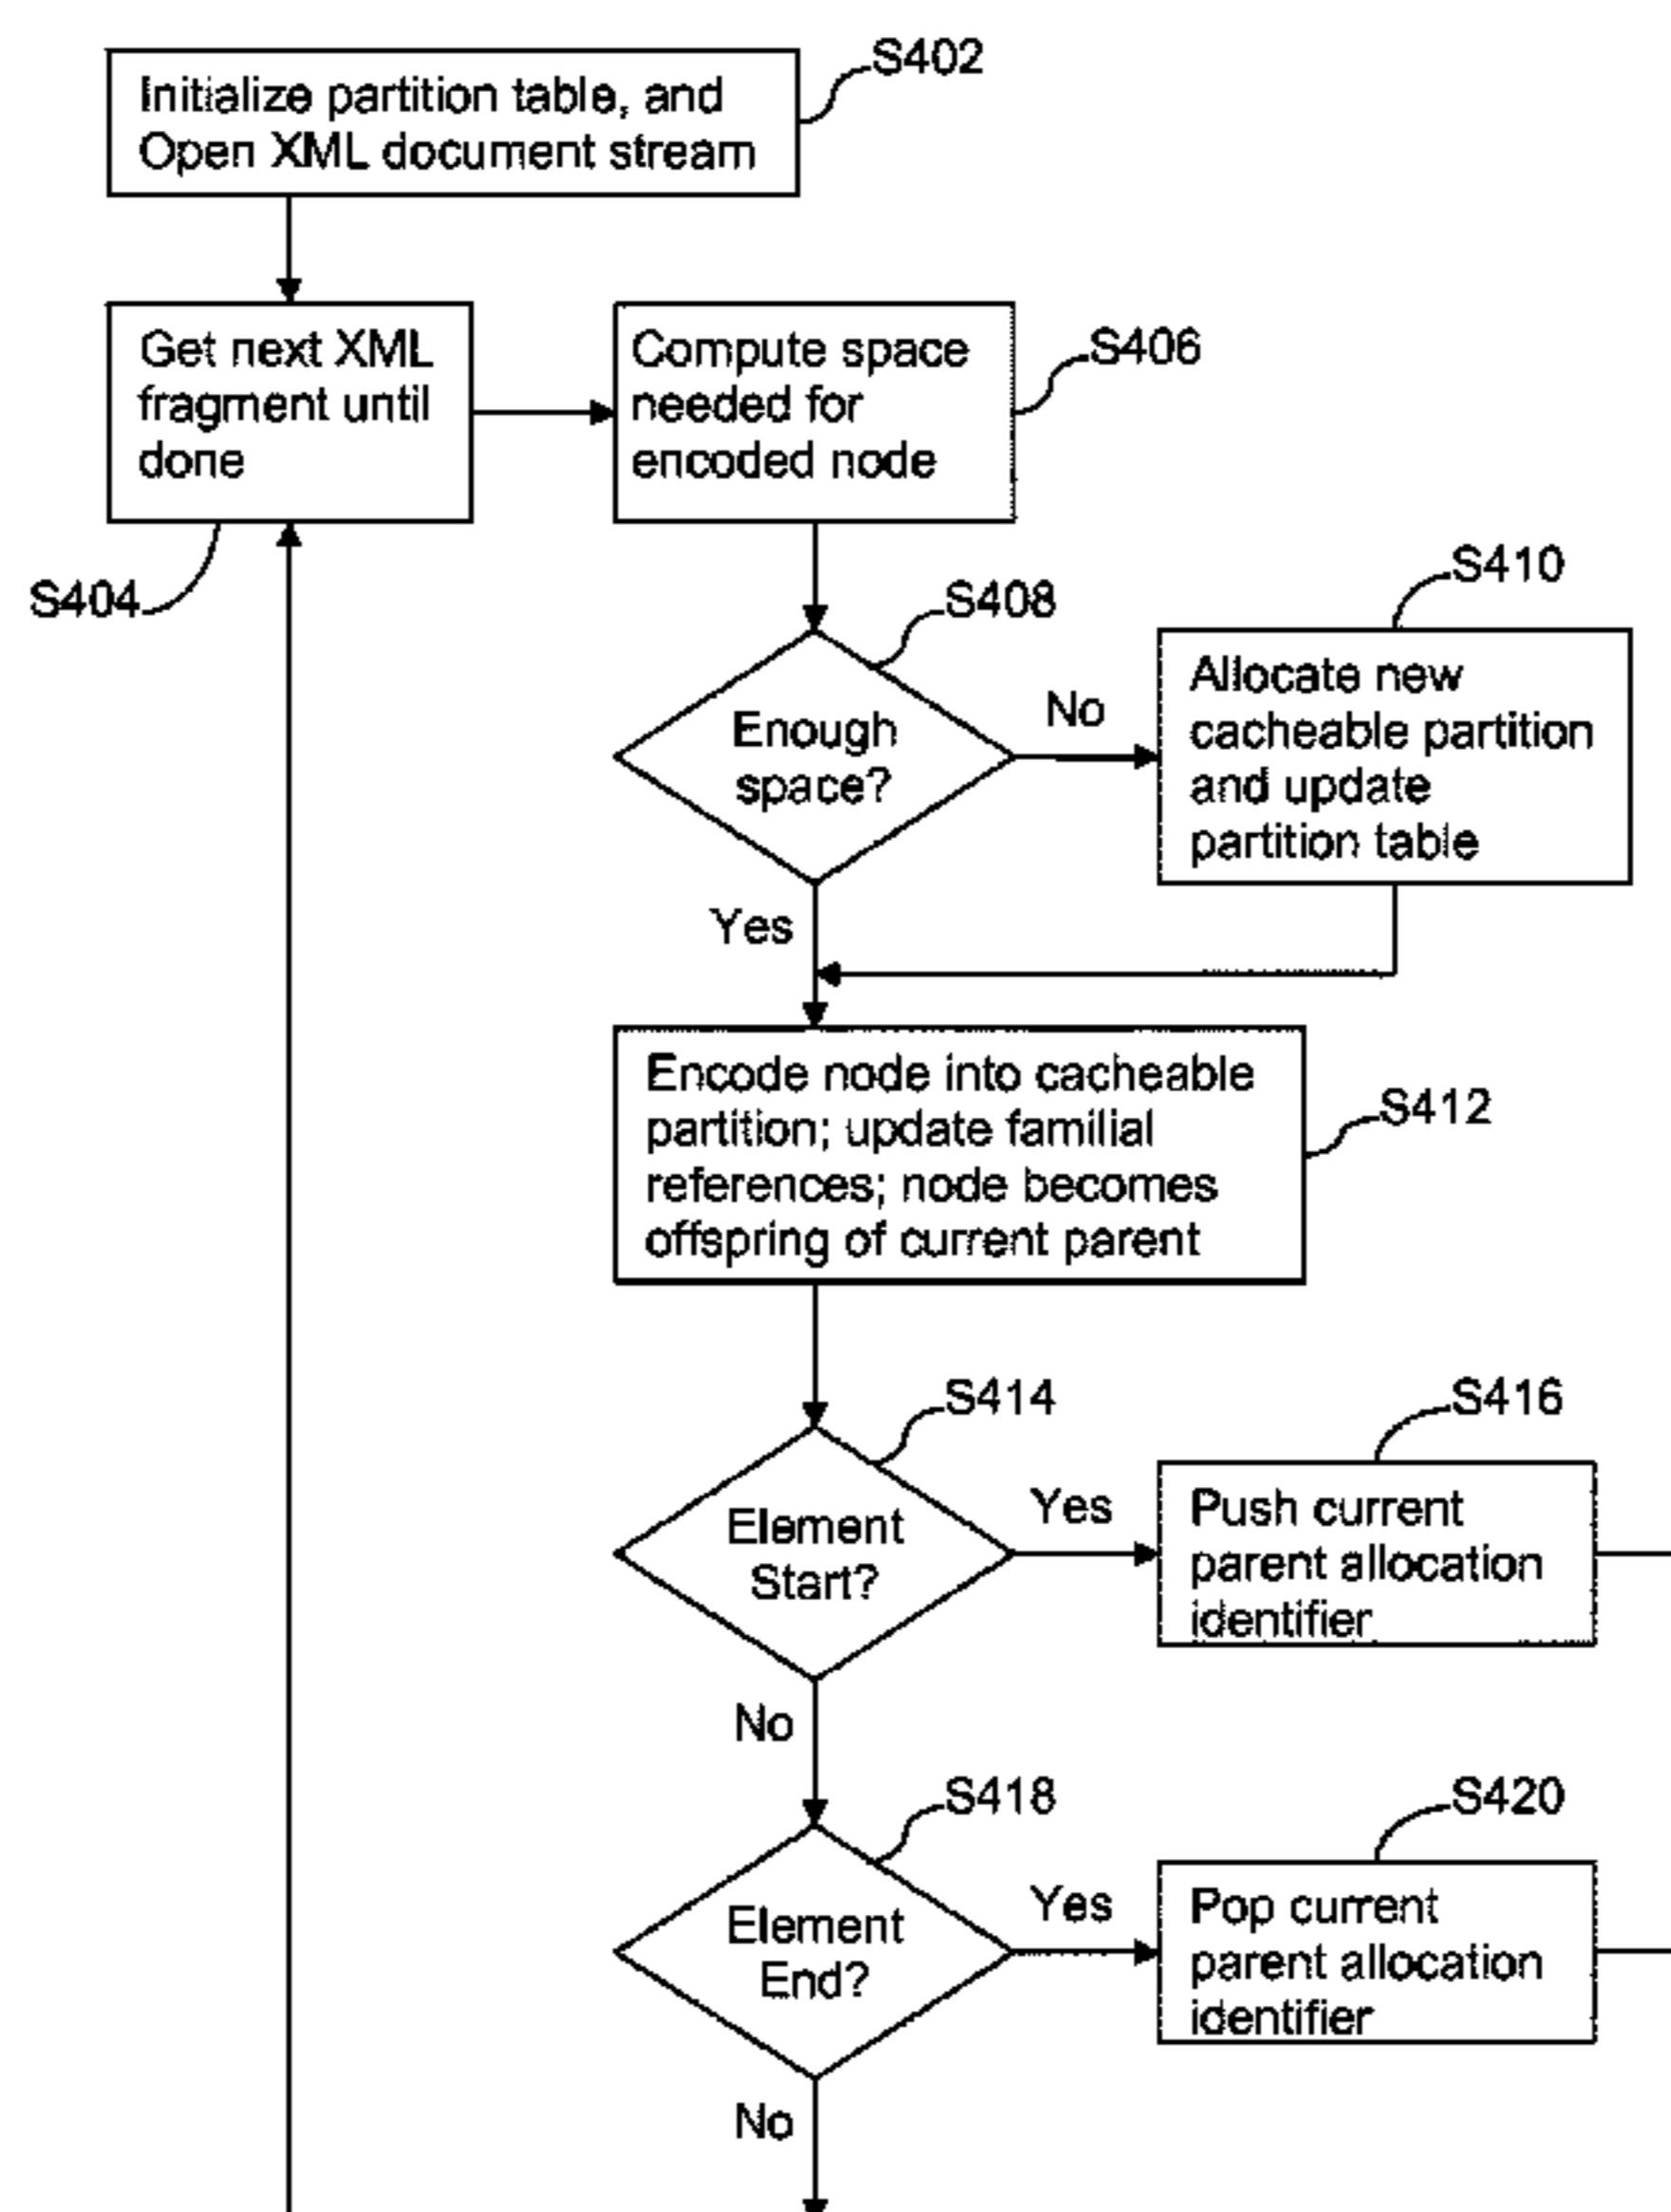 S402
Initialize partition table, and
Open XML document stream
Get next XML
fragment until
done
S404
Compute space
needed for
encoded node
S406
S408
Enough
space?
No
Yes
S410
Allocate new
cacheable partition
and update
partition table
Encode node into cacheable
partition; update familial
references; node becomes
offspring of current parent
S412
S414
Element
Start?
Yes
No
S416
Push current
parent allocation
identifier
S418
Element
End?
Yes
No
S420
Pop current
parent allocation
identifier